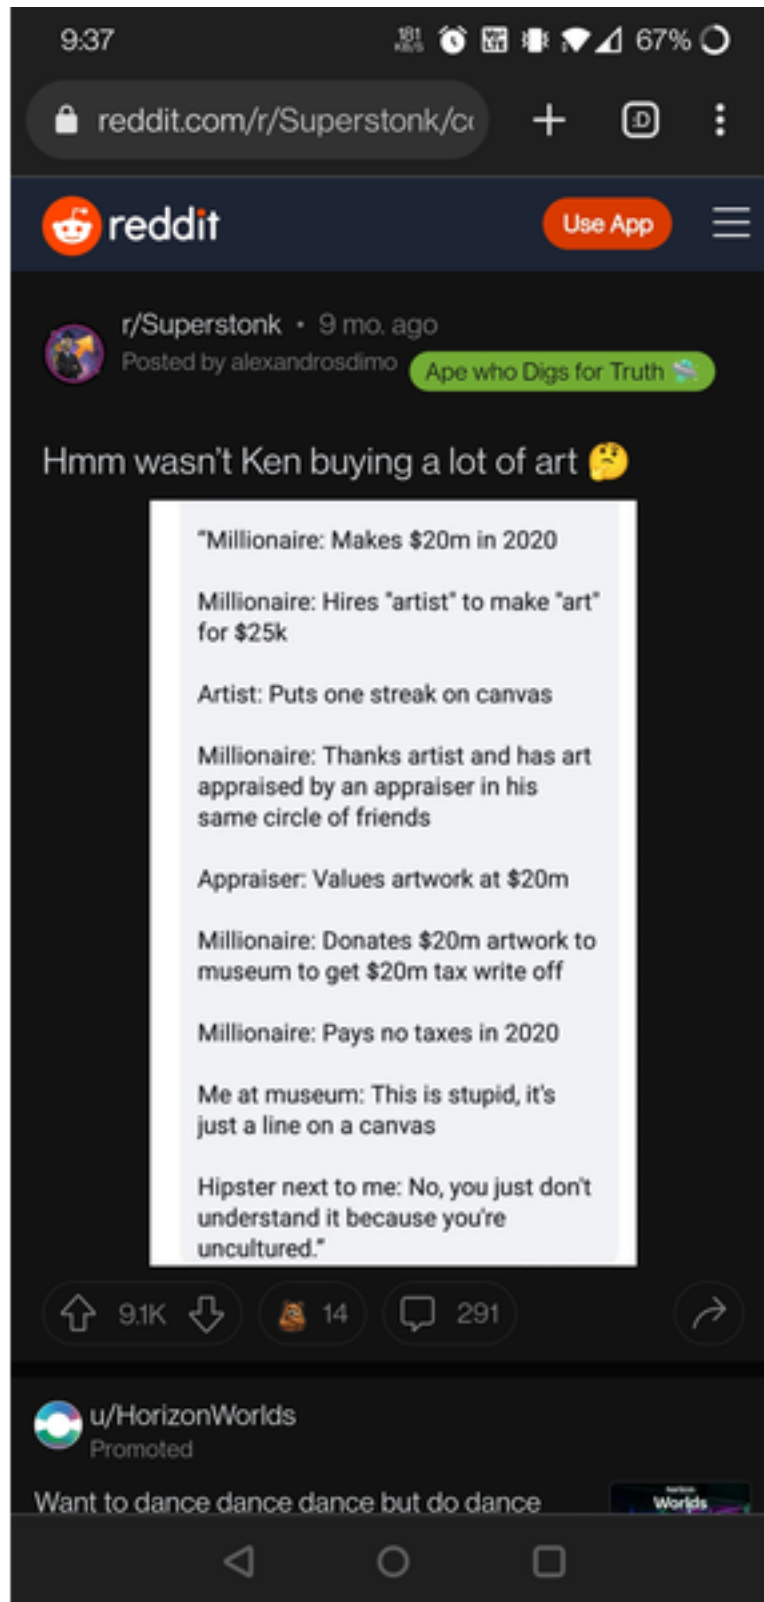 9:37
181
KB/S
67%
reddit.com/r/Superstonk/co
:D
reddit
Use App
r/Superstonk • 9 mo. ago
Posted by alexandrosdimo
Ape who Digs for Truth 🛸
Hmm wasn't Ken buying a lot of art 🤔
"Millionaire: Makes $20m in 2020
Millionaire: Hires "artist" to make "art"
for $25k
Artist: Puts one streak on canvas
Millionaire: Thanks artist and has art
appraised by an appraiser in his
same circle of friends
Appraiser: Values artwork at $20m
Millionaire: Donates $20m artwork to
museum to get $20m tax write off
Millionaire: Pays no taxes in 2020
Me at museum: This is stupid, it's
just a line on a canvas
Hipster next to me: No, you just don't
understand it because you're
uncultured."
9.1K
14
291
u/HorizonWorlds
Promoted
Want to dance dance dance but do dance
Worlds